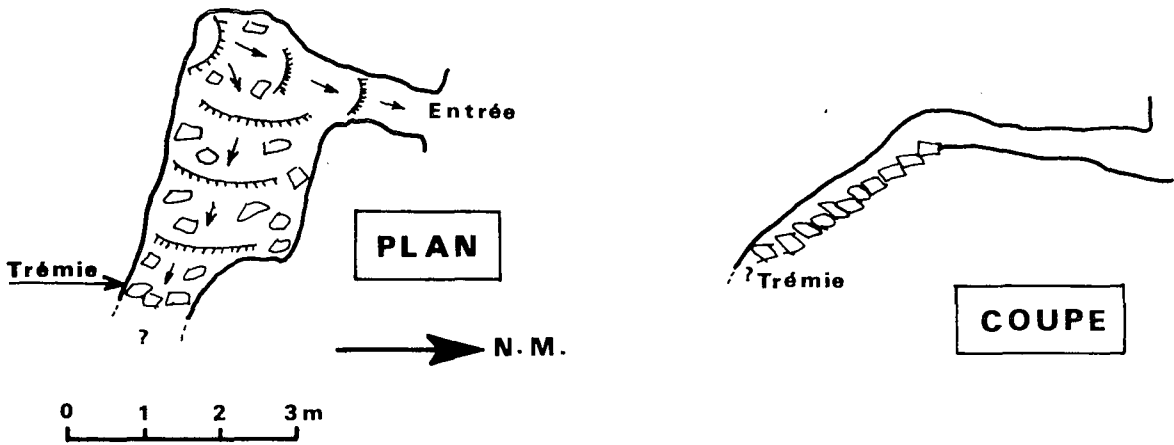 Entrée
PLAN
Trémie
?
N.M.
0 1 2 3m
? Trémie
COUPE